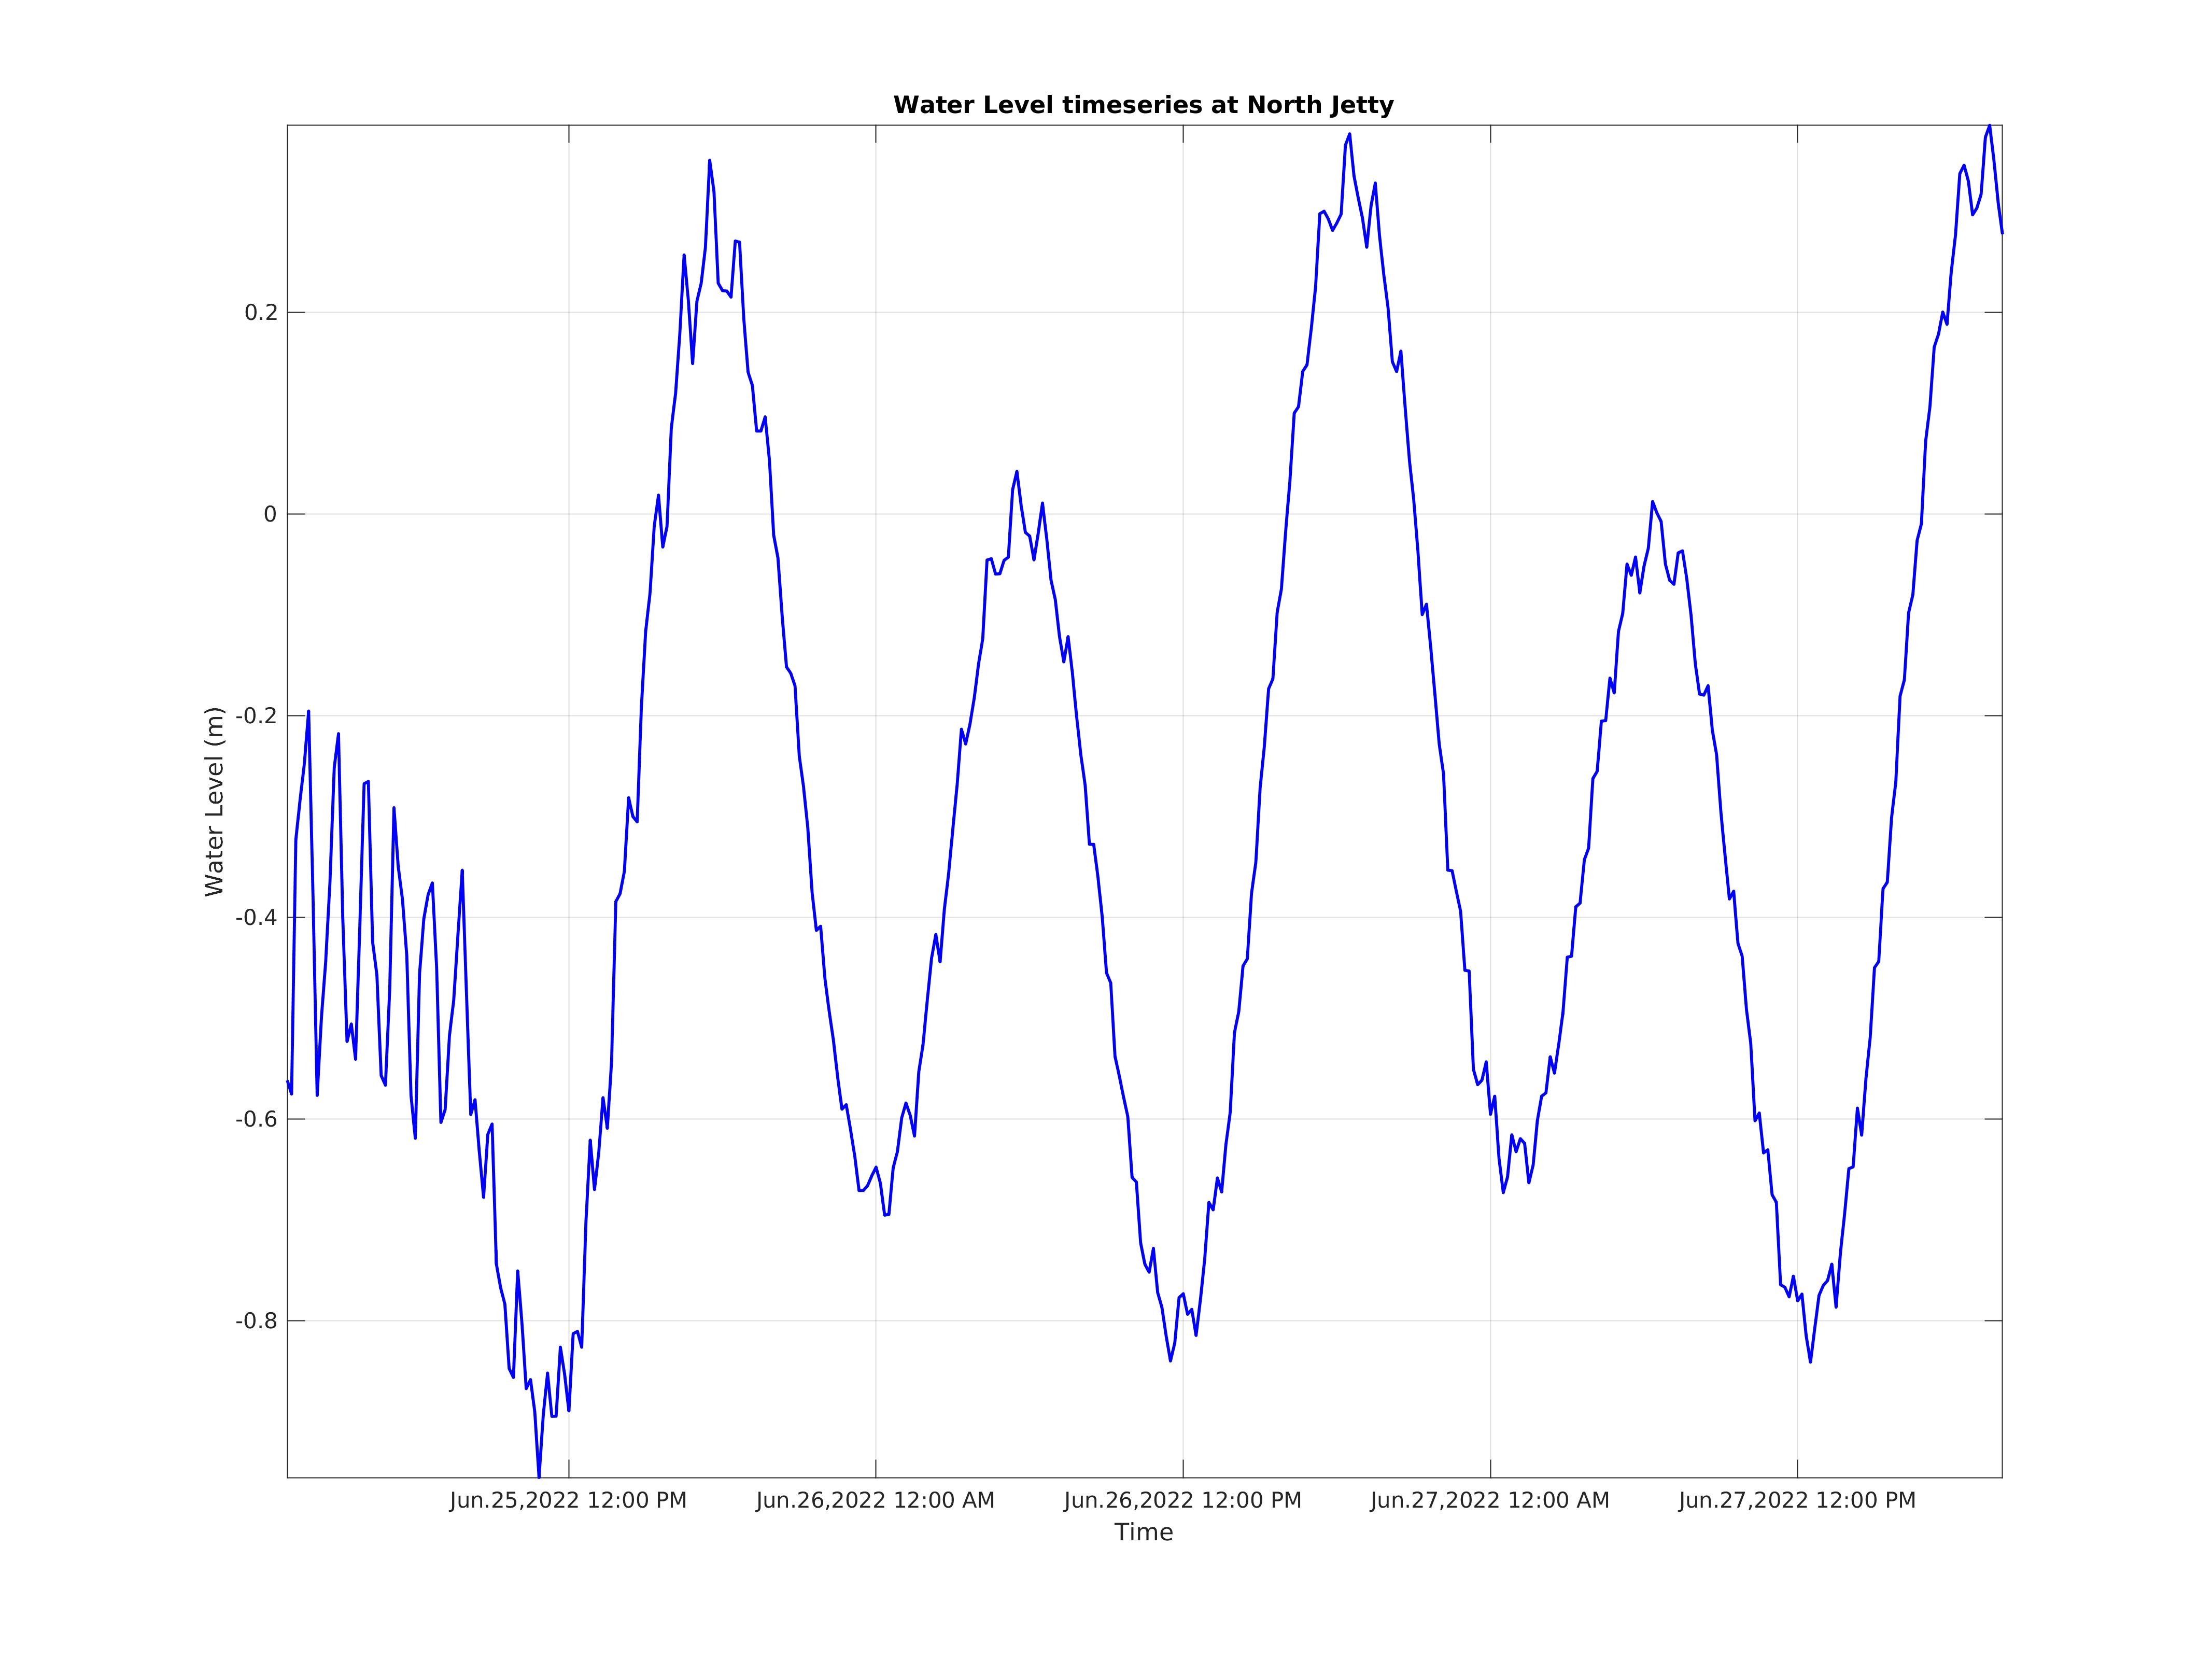 Water Level timeseries at North Jetty
0.2
0
-0.2
-0.4
-0.6
-0.8
Water Level (m)
Jun.25,2022 12:00 PM
Jun.26,2022 12:00 AM
Jun.26,2022 12:00 PM
Jun.27,2022 12:00 AM
Jun.27,2022 12:00 PM
Time